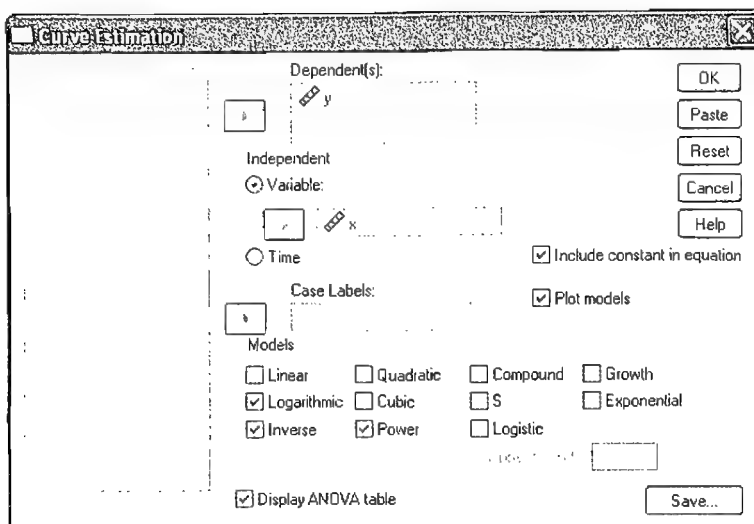 Curve Estimation
Dependent(s):
y
OK
Paste
Reset
Cancel
Help
Independent
Variable:
x
Time
Include constant in equation
Case Labels:
Plot models
Models
Linear Quadratic Compound Growth
Logarithmic Cubic S Exponential
Inverse Power Logistic
Display ANOVA table
Save...